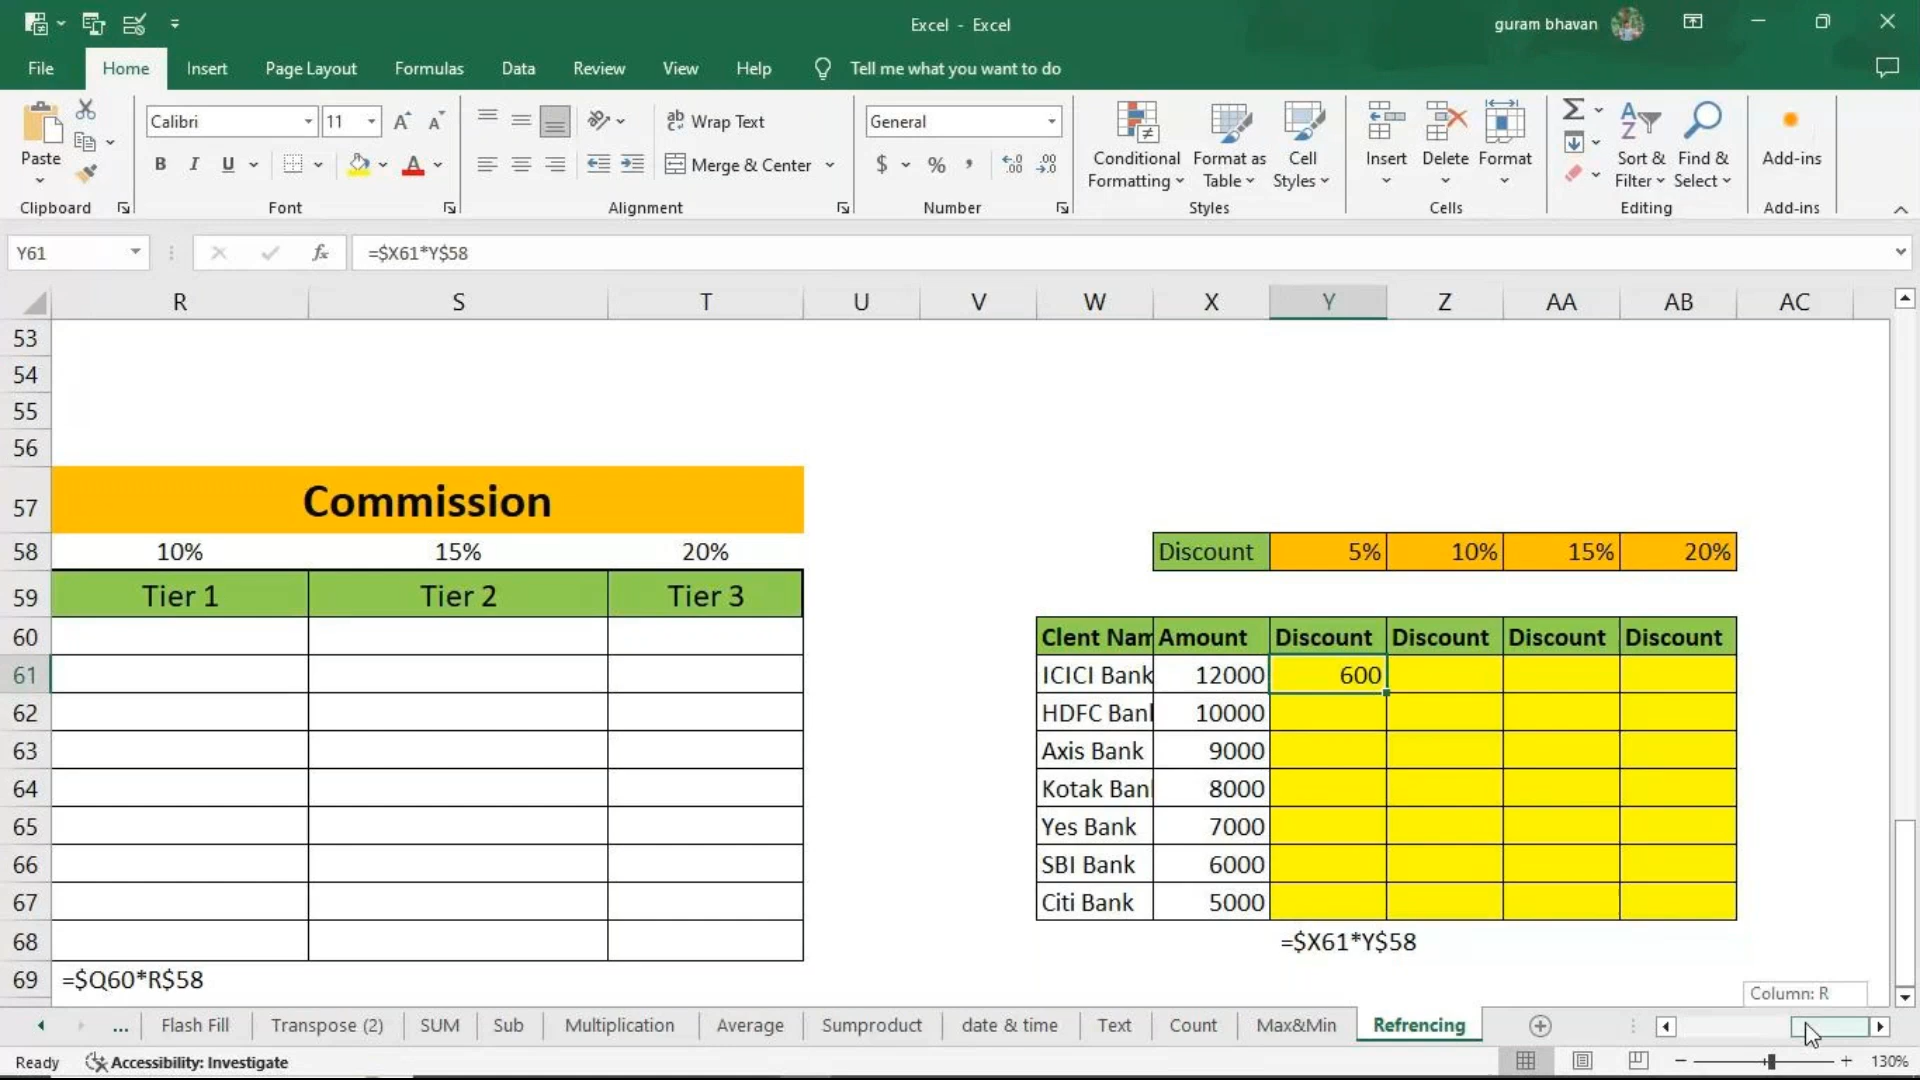 Excel - Excel
guram bhavan
File Home Insert Page Layout Formulas Data Review View Help Tell me what you want to do
Paste
Calibri 11
B I U
ab Wrap Text
Merge & Center
General
$ % ,
Conditional Formatting
Format as Table
Cell Styles
Insert Delete Format
Sort & Filter
Find & Select
Add-ins
Clipboard Font Alignment Number Styles Cells Editing Add-ins
Y61 fx =$X61*Y$58
R S T U V W X Y Z AA AB AC
53
54
55
56
57 Commission
58 10% 15% 20% Discount 5% 10% 15% 20%
59 Tier 1 Tier 2 Tier 3
60 Clent Nam Amount Discount Discount Discount Discount
61 ICICI Bank 12000 600
62 HDFC Ban 10000
63 Axis Bank 9000
64 Kotak Ban 8000
65 Yes Bank 7000
66 SBI Bank 6000
67 Citi Bank 5000
68 =$X61*Y$58
69 =$Q60*R$58
Column: R
... Flash Fill Transpose (2) SUM Sub Multiplication Average Sumproduct date & time Text Count Max&Min Refrencing
Ready Accessibility: Investigate 130%